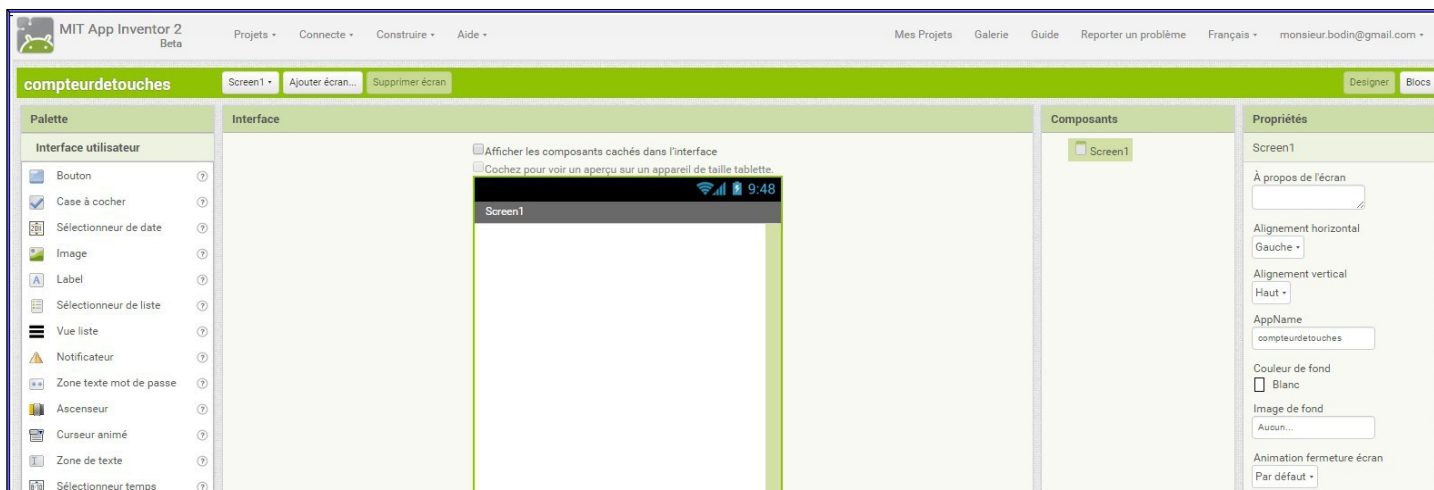 MIT App Inventor 2
Beta
Projets
Connecte
Construire
Aide
Mes Projets
Galerie
Guide
Reporter un problème
Français
monsieur.bodin@gmail.com
compteurdetouches
Screen1
Ajouter écran...
Supprimer écran
Designer
Blocs
Palette
Interface utilisateur
Bouton
Case à cocher
Sélectionneur de date
Image
Label
Sélectionneur de liste
Vue liste
Notificateur
Zone texte mot de passe
Ascenseur
Curseur animé
Zone de texte
Sélectionneur temps
Interface
Afficher les composants cachés dans l'interface
Cochez pour voir un aperçu sur un appareil de taille tablette.
9:48
Screen1
Composants
Screen1
Propriétés
Screen1
À propos de l'écran
Alignement horizontal
Gauche
Alignement vertical
Haut
AppName
compteurdetouches
Couleur de fond
Blanc
Image de fond
Aucun...
Animation fermeture écran
Par défaut